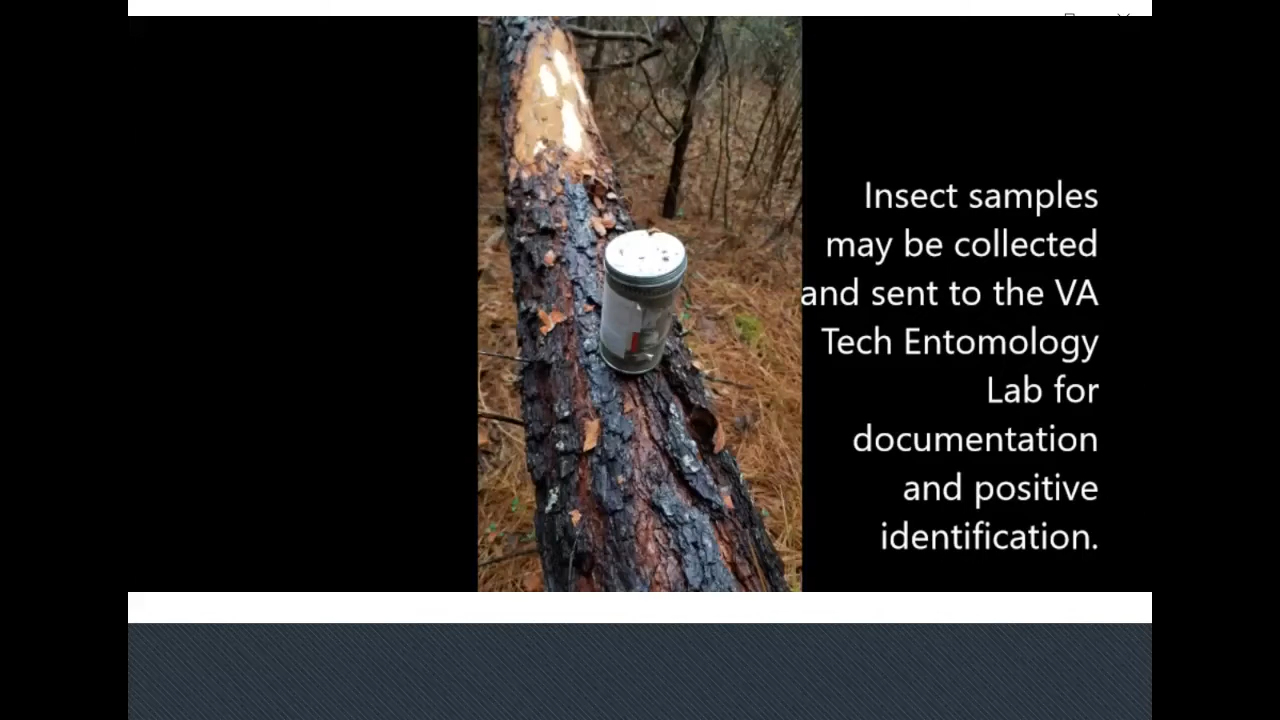 Insect samples
may be collected
and sent to the VA
Tech Entomology
Lab for
documentation
and positive
identification.